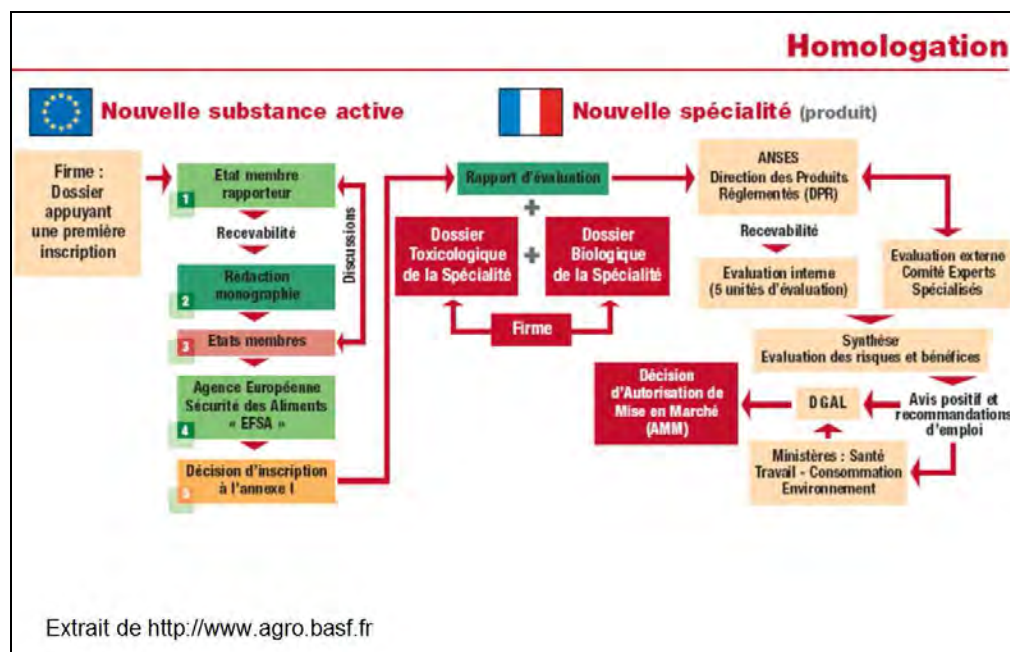 Homologation
Nouvelle substance active
Firme :
Dossier
appuyant
une première
inscription
1
Etat membre
rapporteur
Recevabilité
2
Rédaction
monographie
3
Etats membres
Discussions
4
Agence Européenne
Sécurité des Aliments
« EFSA »
5
Décision d'inscription
à l'annexe I
Nouvelle spécialité (produit)
Rapport d'évaluation
+
Dossier
Toxicologique
de la Spécialité
+
Dossier
Biologique
de la Spécialité
Firme
ANSES
Direction des Produits
Règlementés (DPR)
Recevabilité
Evaluation interne
(5 unités d'évaluation)
Evaluation externe
Comité Experts
Spécialisés
Synthèse
Evaluation des risques et bénéfices
Avis positif et
recommandations
d'emploi
DGAL
Décision
d'Autorisation de
Mise en Marché
(AMM)
Ministères : Santé
Travail - Consommation
Environnement
Extrait de http://www.agro.basf.fr